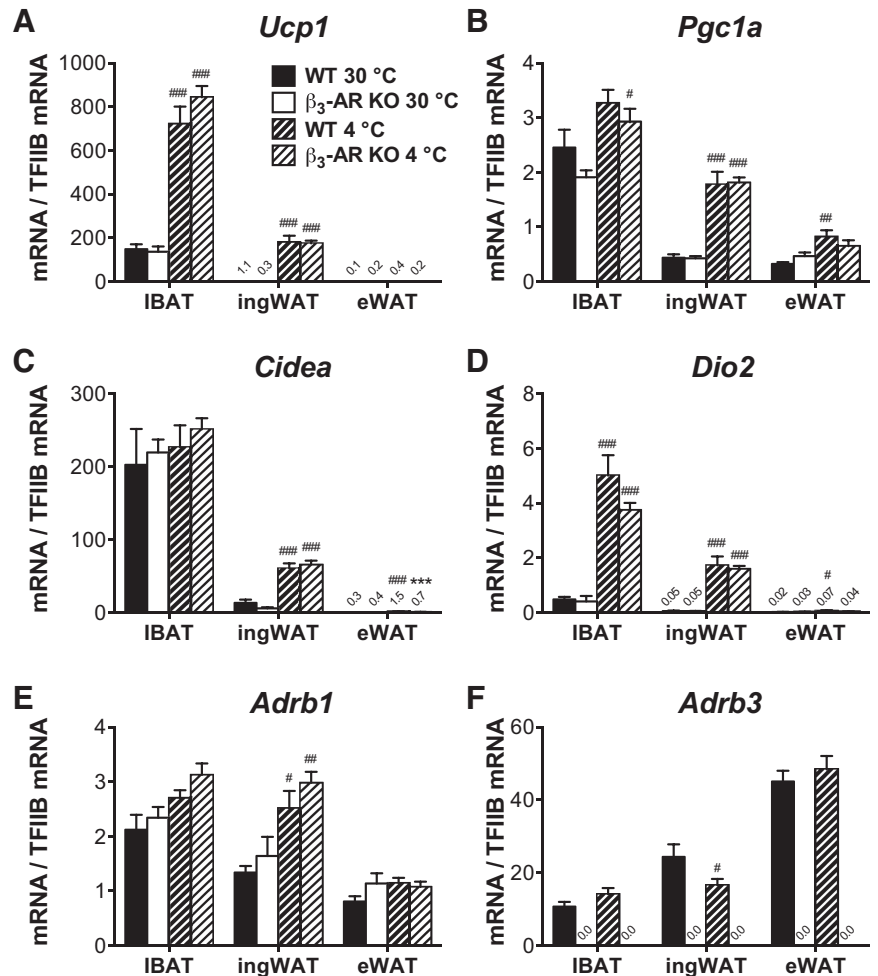 A
Ucp1
mRNA / TFIIB mRNA
1000
800
600
400
200
0
WT 30 °C
β3-AR KO 30 °C
WT 4 °C
β3-AR KO 4 °C
### ###
1.1 0.3 ### ###
0.1 0.2 0.4 0.2
IBAT ingWAT eWAT
B
Pgc1a
mRNA / TFIIB mRNA
4
3
2
1
0
#
### ###
##
IBAT ingWAT eWAT
C
Cidea
mRNA / TFIIB mRNA
300
200
100
0
### ###
### ***
0.3 0.4 1.5 0.7
IBAT ingWAT eWAT
D
Dio2
mRNA / TFIIB mRNA
8
6
4
2
0
### ###
0.05 0.05 ### ###
#
0.02 0.03 0.07 0.04
IBAT ingWAT eWAT
E
Adrb1
mRNA / TFIIB mRNA
4
3
2
1
0
# ##
IBAT ingWAT eWAT
F
Adrb3
mRNA / TFIIB mRNA
60
40
20
0
#
0.0 0.0 0.0 0.0 0.0 0.0
IBAT ingWAT eWAT